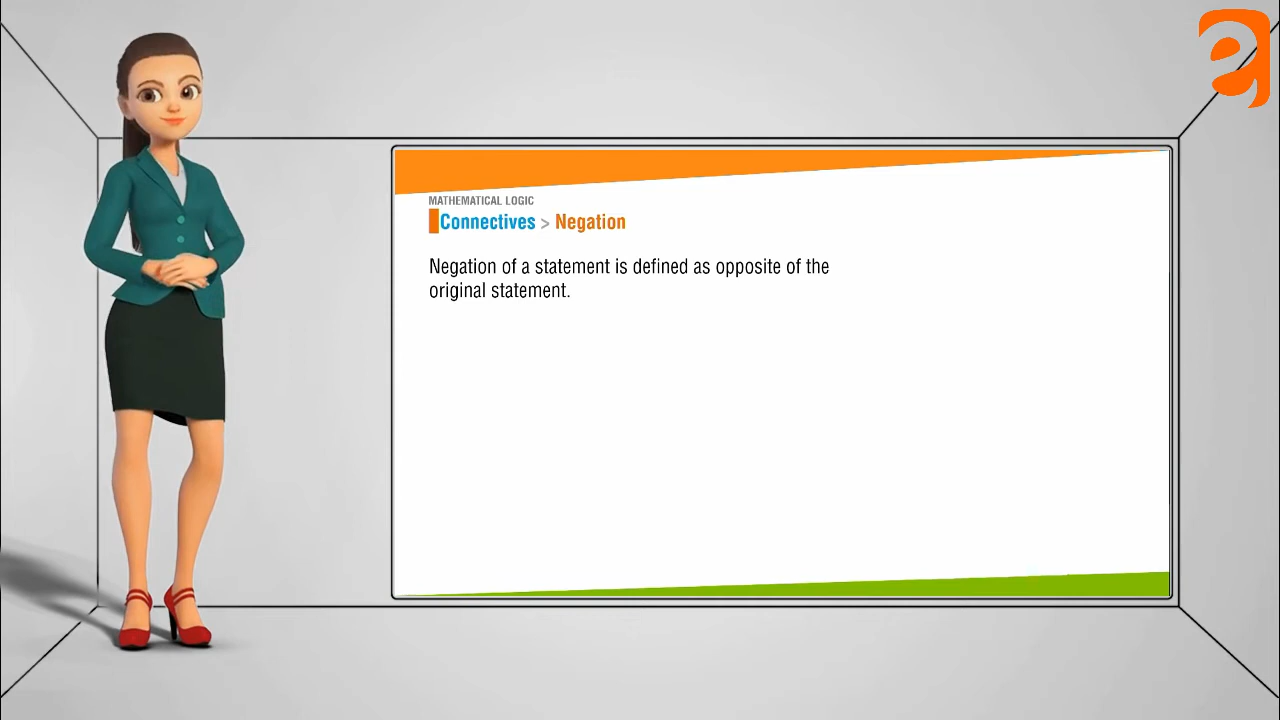 MATHEMATICAL LOGIC
Connectives > Negation
Negation of a statement is defined as opposite of the
original statement.